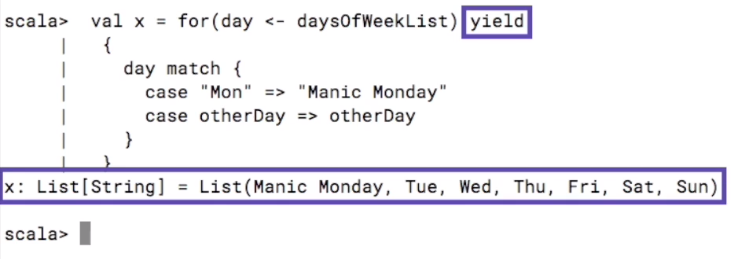 scala>  val x = for(day <- daysOfWeekList) yield
     |   {
     |     day match {
     |       case "Mon" => "Manic Monday"
     |       case otherDay => otherDay
     |     }
     |   }
x: List[String] = List(Manic Monday, Tue, Wed, Thu, Fri, Sat, Sun)
scala>